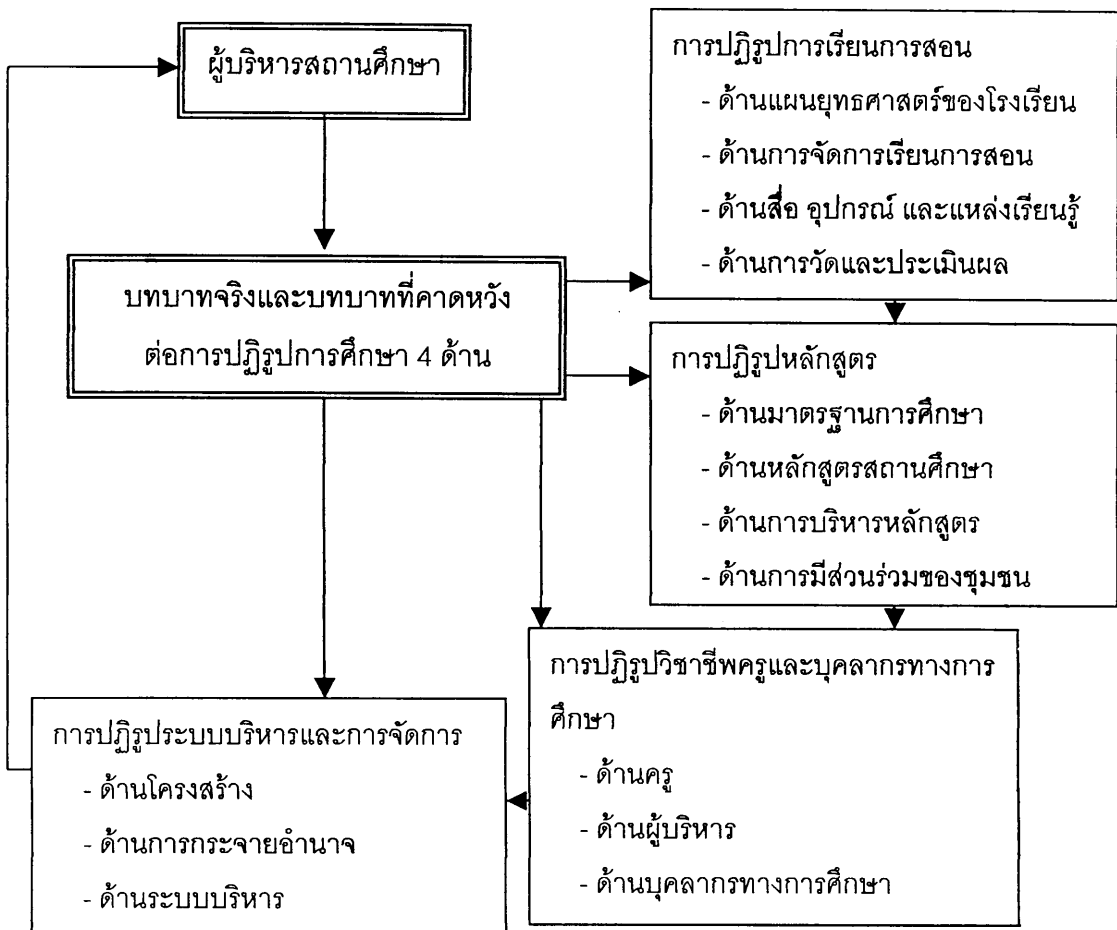 ผู้บริหารสถานศึกษา
บทบาทจริงและบทบาทที่คาดหวัง
ต่อการปฏิรูปการศึกษา 4 ด้าน
การปฏิรูปการเรียนการสอน
- ด้านแผนยุทธศาสตร์ของโรงเรียน
- ด้านการจัดการเรียนการสอน
- ด้านสื่อ อุปกรณ์ และแหล่งเรียนรู้
- ด้านการวัดและประเมินผล
การปฏิรูปหลักสูตร
- ด้านมาตรฐานการศึกษา
- ด้านหลักสูตรสถานศึกษา
- ด้านการบริหารหลักสูตร
- ด้านการมีส่วนร่วมของชุมชน
การปฏิรูปวิชาชีพครูและบุคลากรทางการ
ศึกษา
- ด้านครู
- ด้านผู้บริหาร
- ด้านบุคลากรทางการศึกษา
การปฏิรูประบบบริหารและการจัดการ
- ด้านโครงสร้าง
- ด้านการกระจายอำนาจ
- ด้านระบบบริหาร